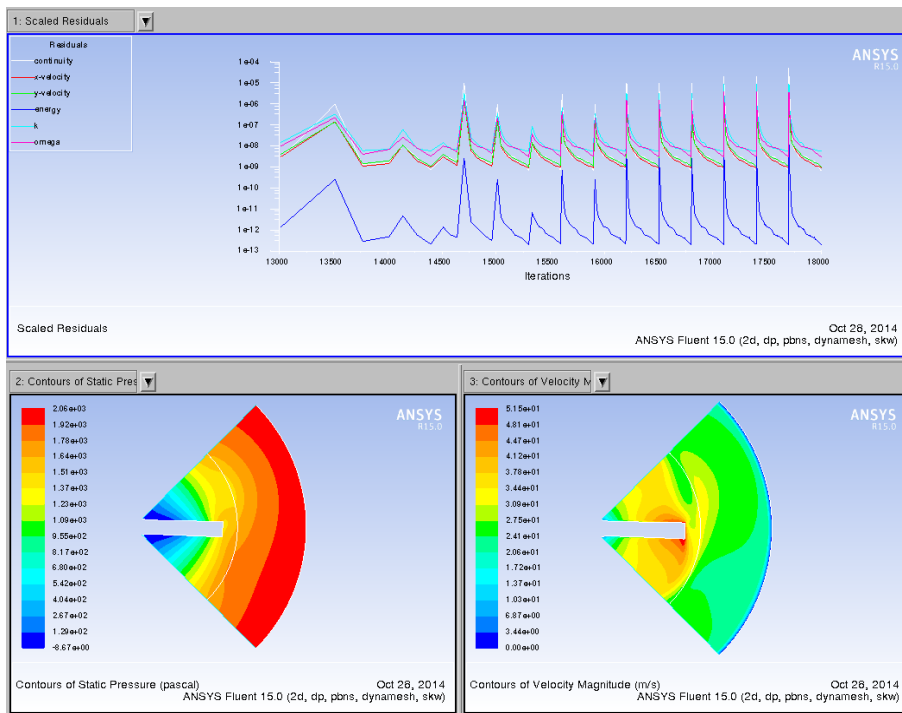 1: Scaled Residuals
Residuals
continuity
x-velocity
y-velocity
energy
k
omega
ANSYS
R15.0
1e+04
1e+05
1e+06
1e+07
1e+08
1e+09
1e-10
1e-11
1e-12
1e-13
13000 13500 14000 14500 15000 15500 16000 16500 17000 17500 18000
Iterations
Scaled Residuals
Oct 28, 2014
ANSYS Fluent 15.0 (2d, dp, pbns, dynamesh, skw)
2: Contours of Static Pres
2.06e+03
1.92e+03
1.78e+03
1.64e+03
1.51e+03
1.37e+03
1.23e+03
1.09e+03
9.55e+02
8.17e+02
6.80e+02
5.42e+02
4.04e+02
2.67e+02
1.29e+02
-8.67e+00
ANSYS
R15.0
Contours of Static Pressure (pascal)
Oct 28, 2014
ANSYS Fluent 15.0 (2d, dp, pbns, dynamesh, skw)
3: Contours of Velocity M
5.15e+01
4.81e+01
4.47e+01
4.12e+01
3.78e+01
3.44e+01
3.09e+01
2.75e+01
2.41e+01
2.06e+01
1.72e+01
1.37e+01
1.03e+01
6.87e+00
3.44e+00
0.00e+00
ANSYS
R15.0
Contours of Velocity Magnitude (m/s)
Oct 28, 2014
ANSYS Fluent 15.0 (2d, dp, pbns, dynamesh, skw)